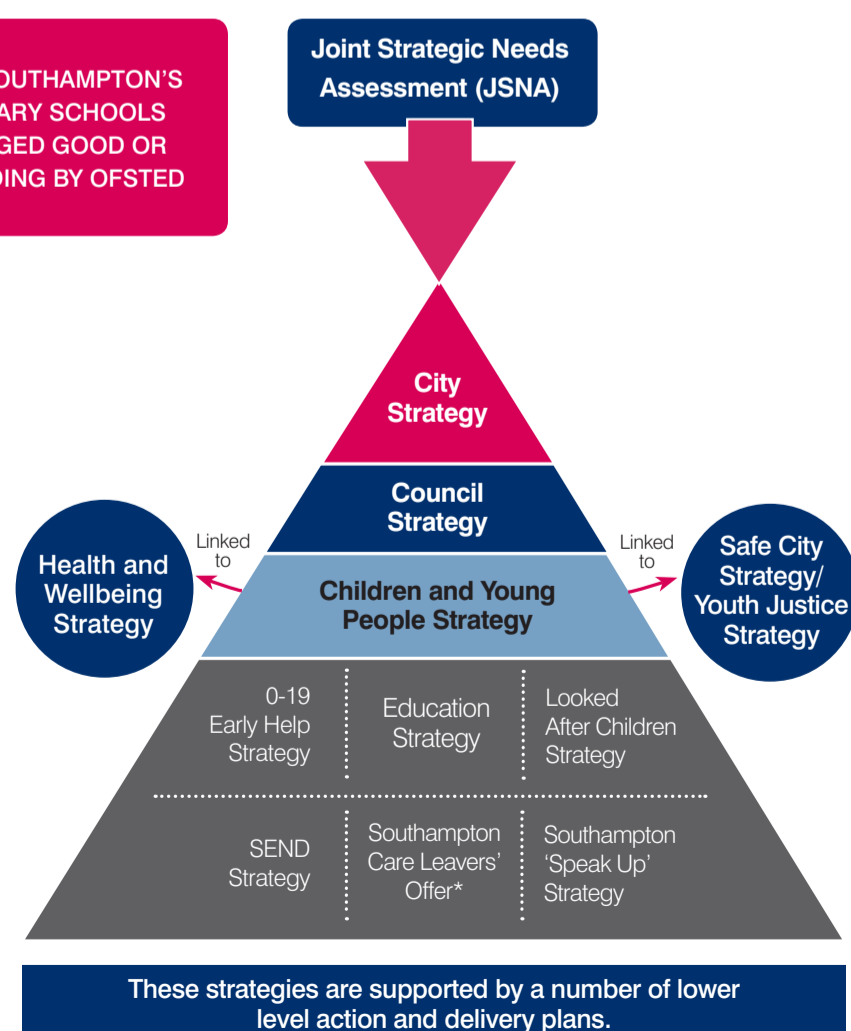 OUTHAMPTON'S
ARY SCHOOLS
GED GOOD OR
DING BY OFSTED
Joint Strategic Needs
Assessment (JSNA)
City
Strategy
Council
Strategy
Linked
to
Health and
Wellbeing
Strategy
Children and Young
People Strategy
Linked
to
Safe City
Strategy/
Youth Justice
Strategy
0-19
Early Help
Strategy
Education
Strategy
Looked
After Children
Strategy
SEND
Strategy
Southampton
Care Leavers'
Offer*
Southampton
'Speak Up'
Strategy
These strategies are supported by a number of lower
level action and delivery plans.